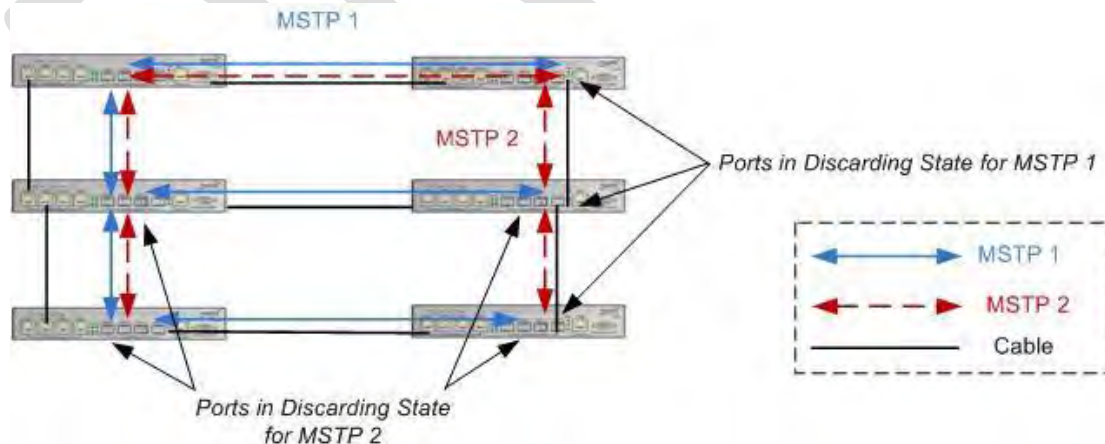 MSTP 1
MSTP 2
Ports in Discarding State for MSTP 1
MSTP 1
MSTP 2
Cable
Ports in Discarding State
for MSTP 2